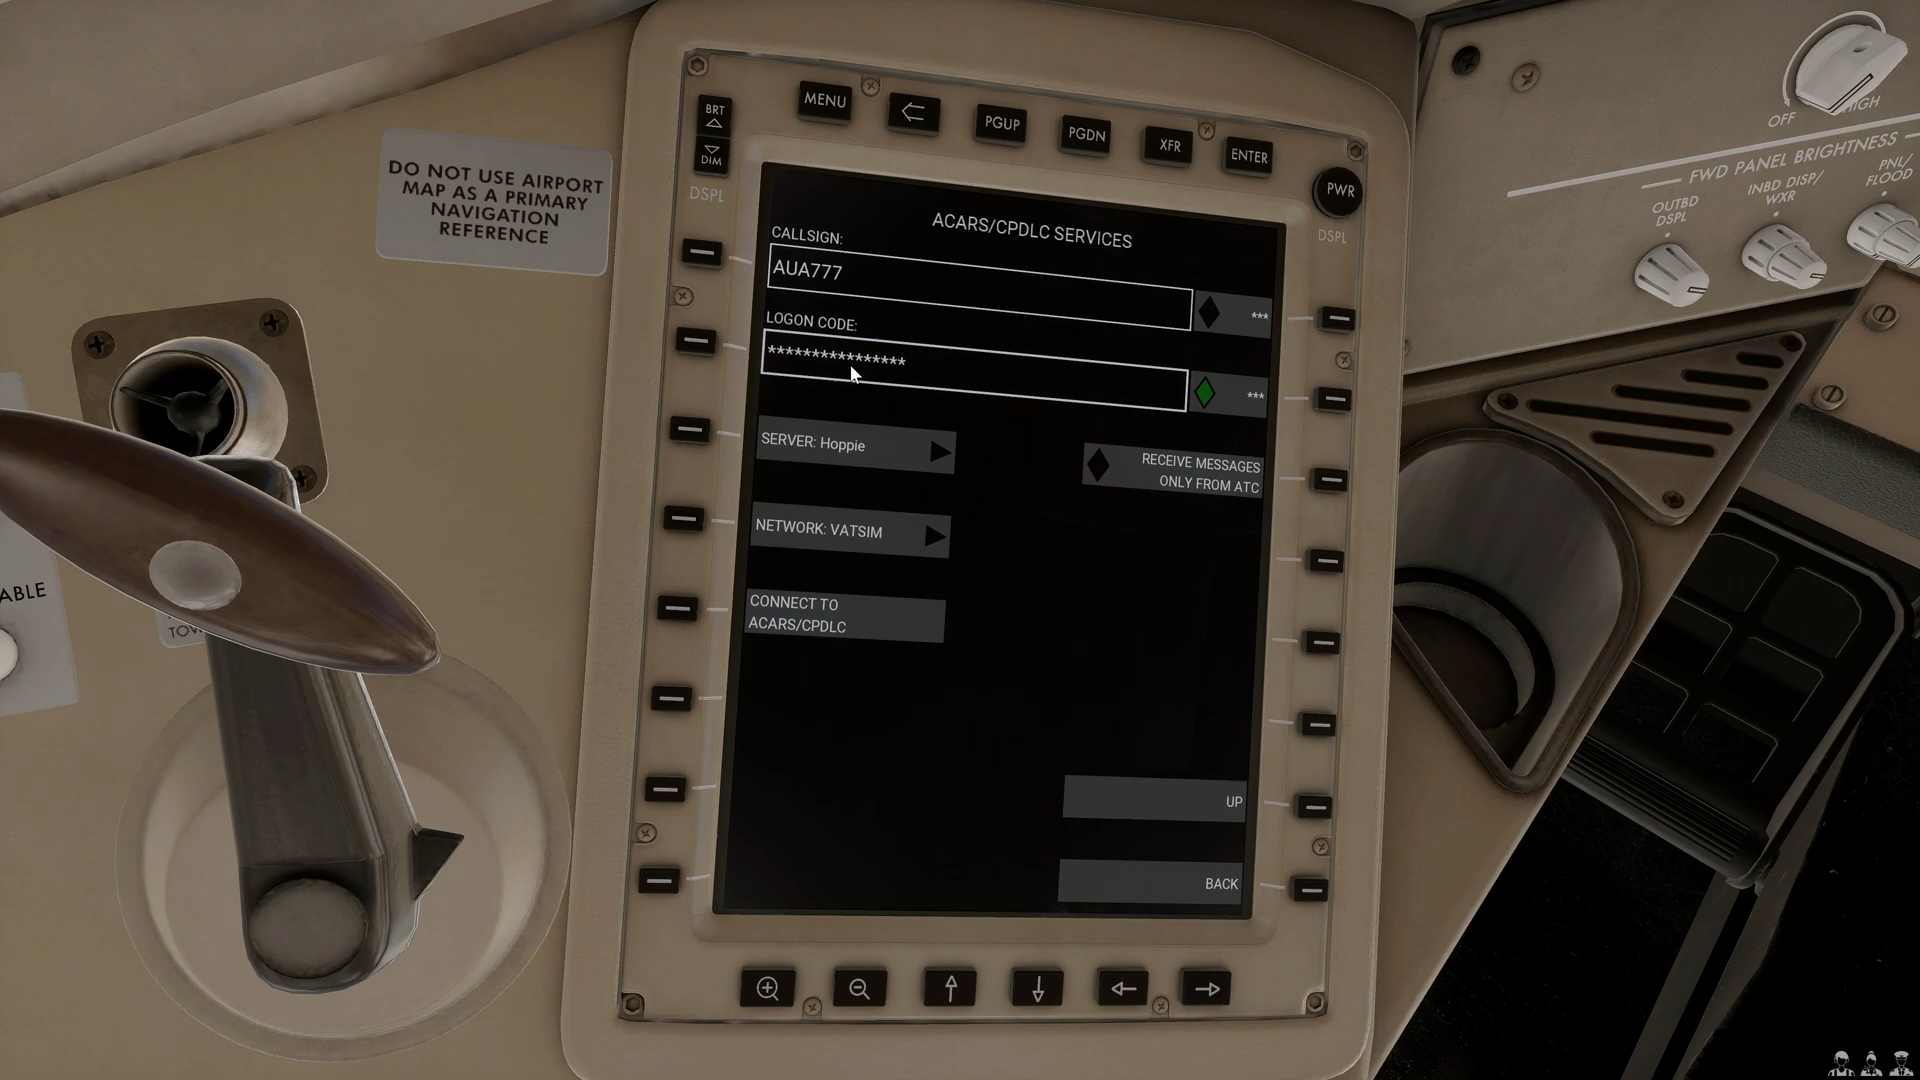 BRT
DIM
DSPL
MENU
PGUP
PGDN
XFR
ENTER
PWR
DSPL
DO NOT USE AIRPORT
MAP AS A PRIMARY
NAVIGATION
REFERENCE
ACARS/CPDLC SERVICES
CALLSIGN:
AUA777
***
LOGON CODE:
****************
***
SERVER: Hoppie
RECEIVE MESSAGES
ONLY FROM ATC
NETWORK: VATSIM
CONNECT TO
ACARS/CPDLC
UP
BACK
OFF
HIGH
FWD PANEL BRIGHTNESS
OUTBD
DSPL
INBD DISP/
WXR
PNL/
FLOOD
ABLE
TOW